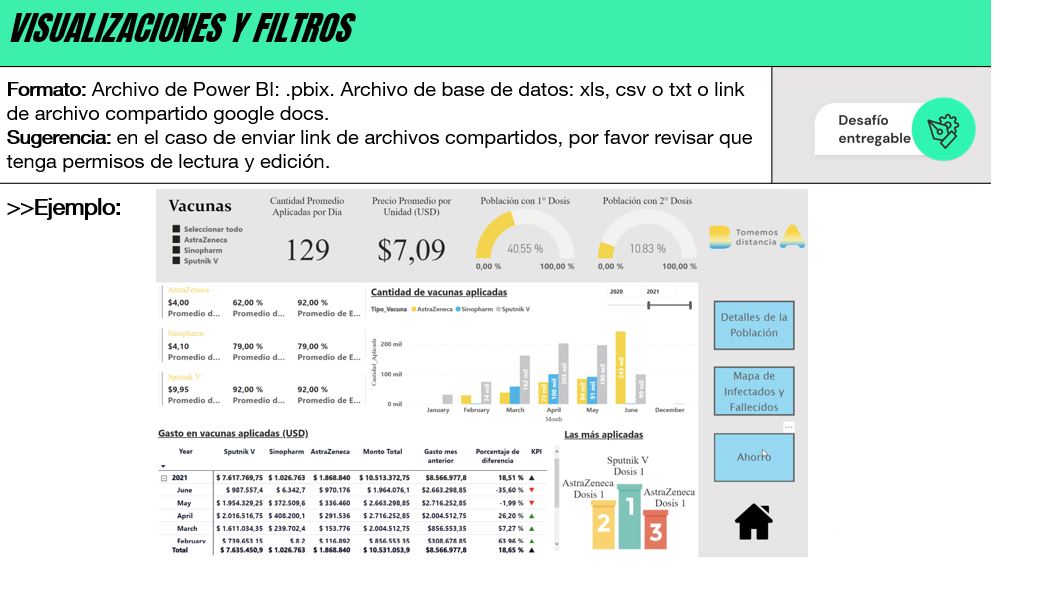 VISUALIZACIONES Y FILTROS
Formato: Archivo de Power BI: .pbix. Archivo de base de datos: xls, csv o txt o link
de archivo compartido google docs.
Sugerencia: en el caso de enviar link de archivos compartidos, por favor revisar que
tenga permisos de lectura y edición.
Desafío
entregable
>>Ejemplo:
Vacunas
Seleccionar todo
AstraZeneca
Sinopharm
Sputnik V
Cantidad Promedio
Aplicadas por Dia
129
Precio Promedio por
Unidad (USD)
$7,09
Población con 1° Dosis
40.55 %
0,00 % 100,00 %
Población con 2° Dosis
10.83 %
0,00 % 100,00 %
Tomemos
distancia
AstraZeneca
$4,00 62,00 % 92,00 %
Promedio d... Promedio d... Promedio de E...
Sinopharm
$4,10 79,00 % 79,00 %
Promedio d... Promedio d... Promedio de E...
Sputnik V
$9,95 92,00 % 92,00 %
Promedio d... Promedio d... Promedio de E...
Cantidad de vacunas aplicadas
2020 2021
Tipo_Vacuna AstraZeneca Sinopharm Sputnik V
Cantidad_Aplicada
200 mil
100 mil
0 mil
74 mil
162 mil
73 mil
100 mil
203 mil
84 mil
91 mil
196 mil
243 mil
99 mil
January February March April May June December
Month
Detalles de la
Población
Mapa de
Infectados y
Fallecidos
...
Ahorro
Gasto en vacunas aplicadas (USD)
Year Sputnik V Sinopharm AstraZeneca Monto Total Gasto mes anterior Porcentaje de diferencia KPI
2021 $ 7.617.769,75 $ 1.026.763 $ 1.868.840 $ 10.513.372,75 $8.566.977,8 18,51 %
June $ 987.557,4 $ 6.342,7 $ 970.176 $ 1.964.076,1 $2.663.298,85 -35,60 %
May $ 1.954.329,25 $ 372.509,6 $ 336.460 $ 2.663.298,85 $2.716.252,85 -1,99 %
April $ 2.016.516,75 $ 408.200,1 $ 291.536 $ 2.716.252,85 $2.004.512,75 26,20 %
March $ 1.611.034,35 $ 239.702,4 $ 153.776 $ 2.004.512,75 $856.553,35 57,27 %
February $ 739.653,15 $ 8,2 $ 116.892 $ 856.553,35 $308.678,85 63,96 %
Total $ 7.635.450,9 $ 1.026.763 $ 1.868.840 $ 10.531.053,9 $8.566.977,8 18,65 %
Las más aplicadas
Sputnik V
Dosis 1
AstraZeneca
Dosis 1
AstraZeneca
Dosis 1
1
2
3